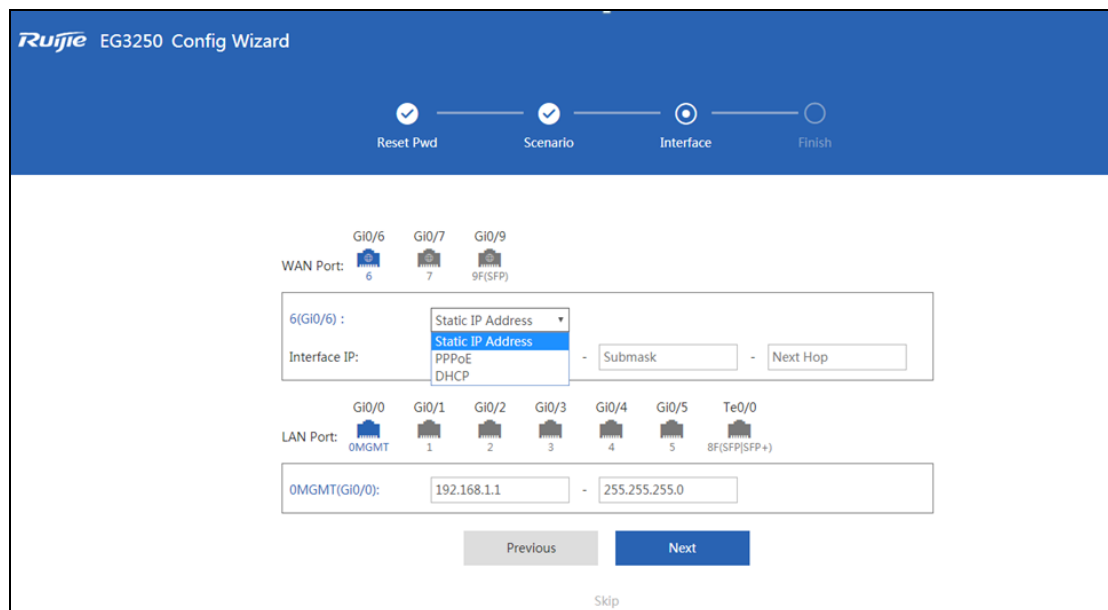 Ruijie EG3250 Config Wizard
Reset Pwd Scenario Interface Finish
Gi0/6 Gi0/7 Gi0/9
WAN Port:
6 7 9F(SFP)
6(Gi0/6) : Static IP Address
Static IP Address
Interface IP: PPPoE - Submask - Next Hop
DHCP
Gi0/0 Gi0/1 Gi0/2 Gi0/3 Gi0/4 Gi0/5 Te0/0
LAN Port:
0MGMT 1 2 3 4 5 8F(SFP|SFP+)
0MGMT(Gi0/0): 192.168.1.1 - 255.255.255.0
Previous Next
Skip